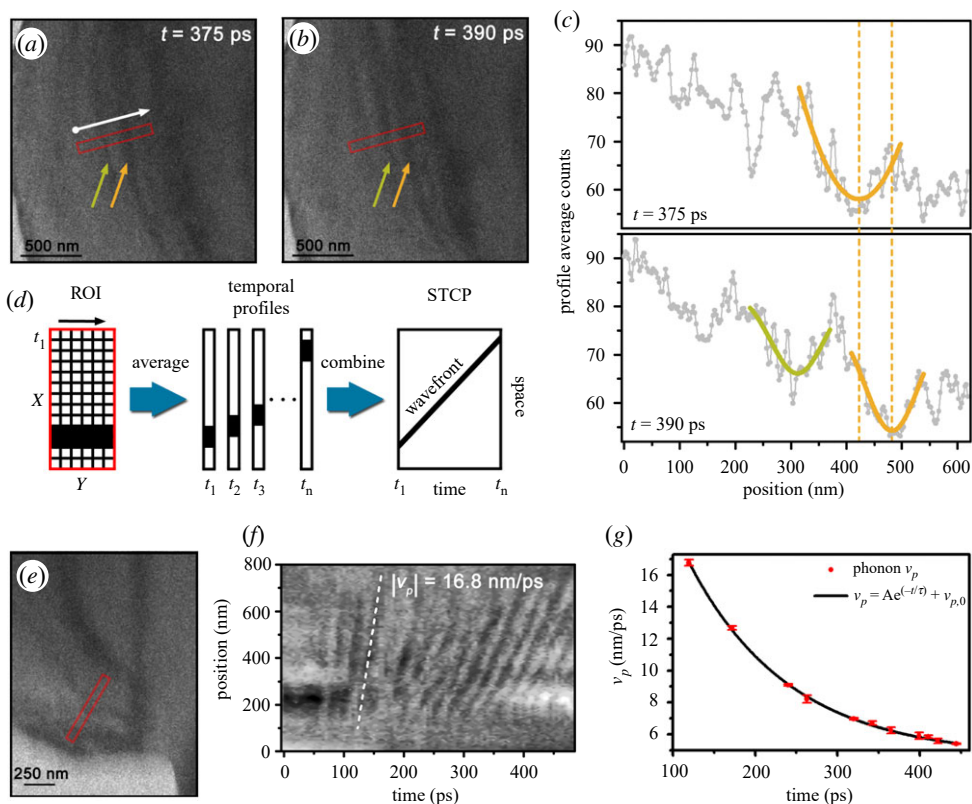 (a)
t = 375 ps
500 nm
(b)
t = 390 ps
500 nm
(c)
90
80
70
60
t = 375 ps
90
80
70
60
t = 390 ps
profile average counts
0 100 200 300 400 500 600
position (nm)
(d)
ROI
t1
X
Y
average
temporal
profiles
t1 t2 t3 tn
combine
STCP
wavefront
space
t1 time tn
(e)
250 nm
(f)
|vp| = 16.8 nm/ps
800
600
400
200
0
position (nm)
0 100 200 300 400
time (ps)
(g)
phonon vp
vp = Ae(–t/τ) + vp,0
16
14
12
10
8
6
vp (nm/ps)
100 200 300 400
time (ps)